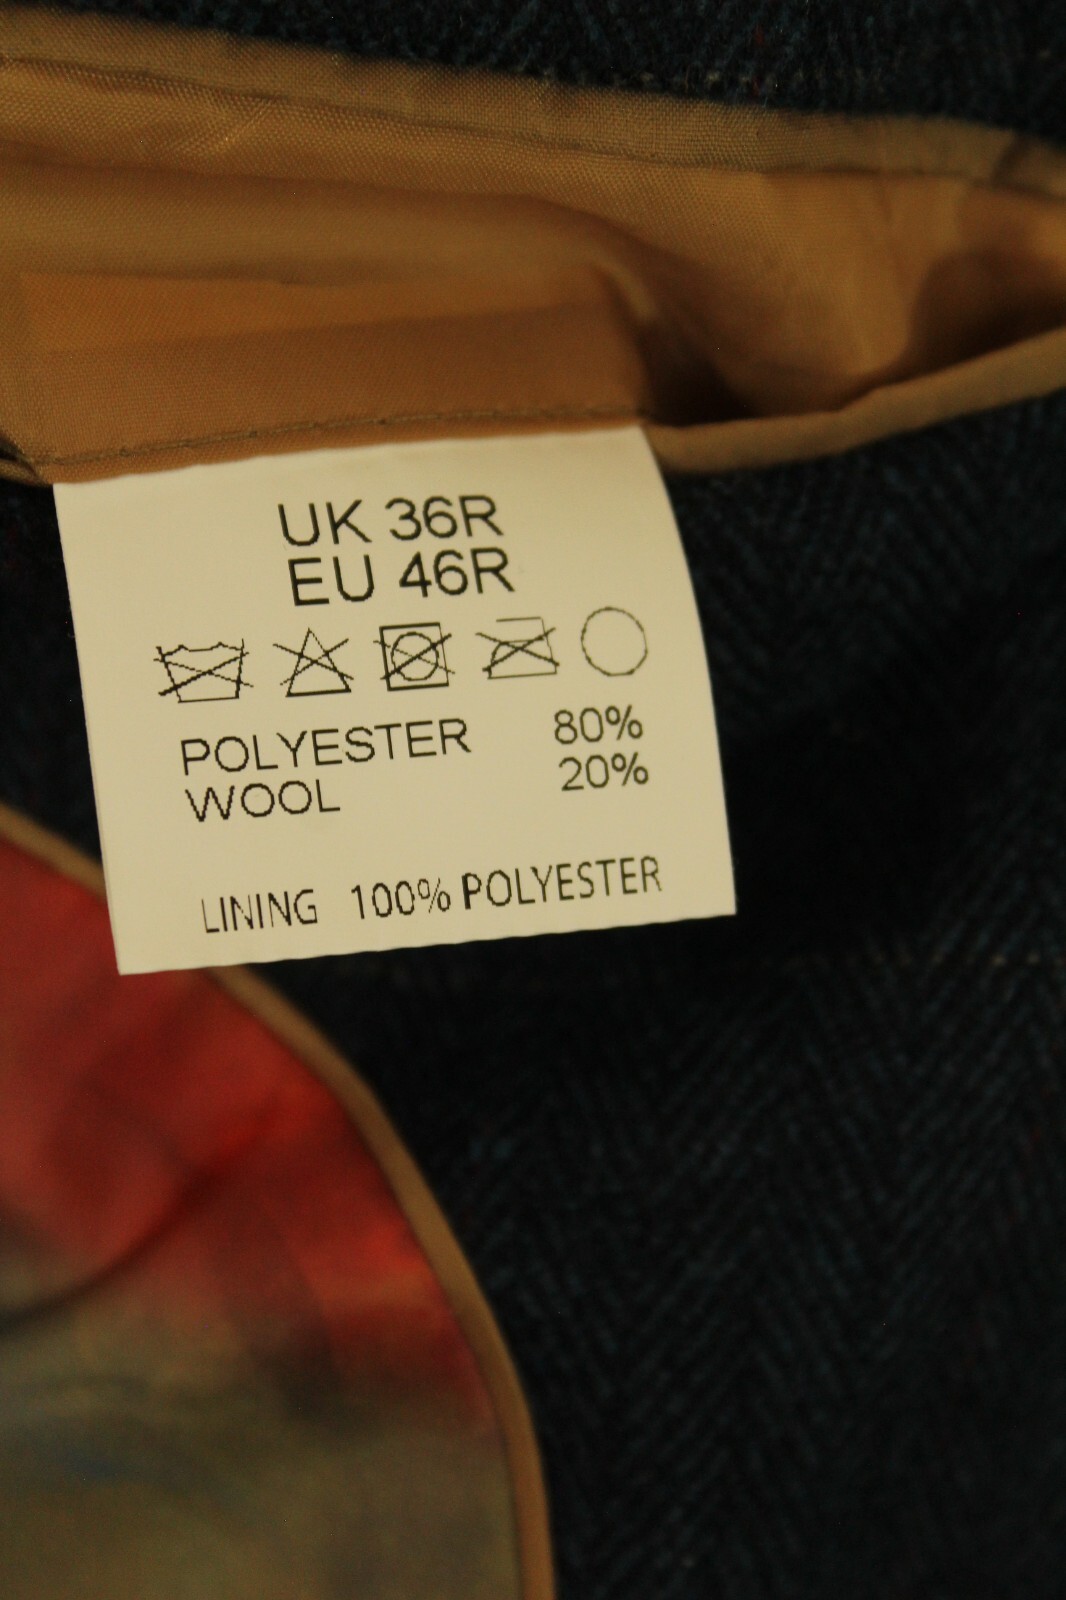 UK 36R
EU 46R
POLYESTER 80%
WOOL 20%
LINING 100% POLYESTER